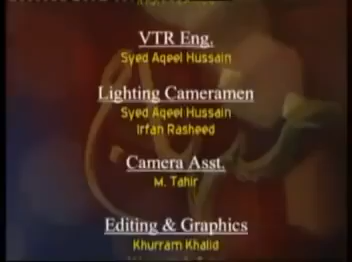 VTR Eng.
Syed Aqeel Hussain
Lighting Cameramen
Syed Aqeel Hussain
Irfan Rasheed
Camera Asst.
M. Tahir
Editing & Graphics
Khurram Khalid